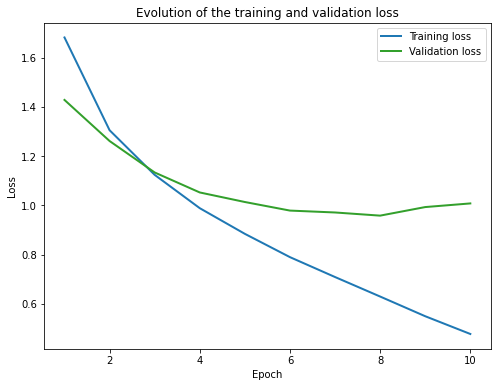 Evolution of the training and validation loss
Training loss
Validation loss
1.6
1.4
1.2
1.0
0.8
0.6
Loss
2
4
6
8
10
Epoch